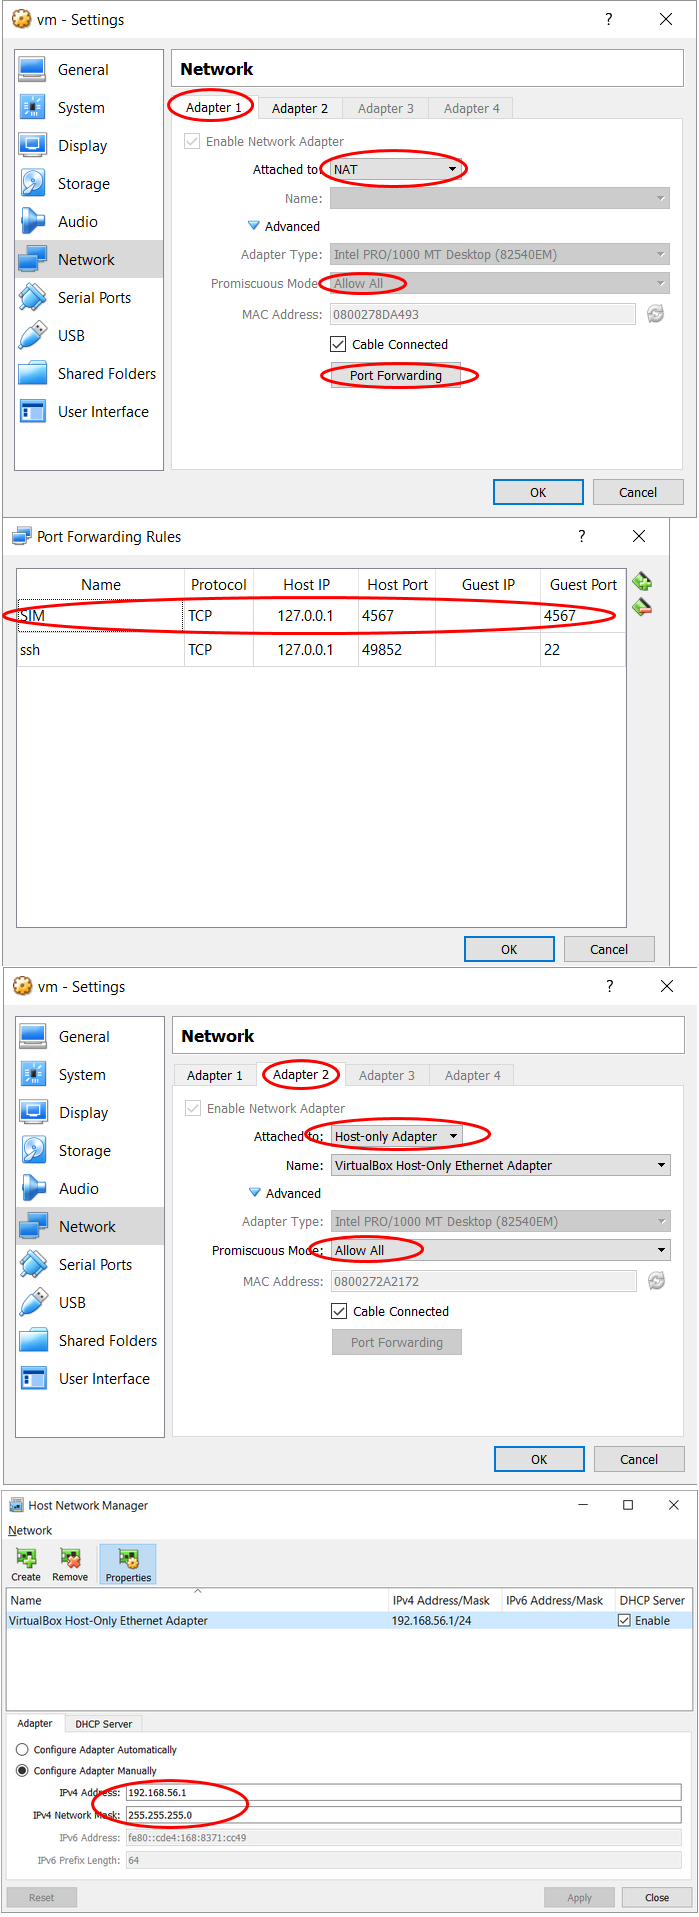 vm - Settings
?
General
System
Display
Storage
Audio
Network
Serial Ports
USB
Shared Folders
User Interface
Network
Adapter 1 Adapter 2 Adapter 3 Adapter 4
Enable Network Adapter
Attached to: NAT
Name:
Advanced
Adapter Type: Intel PRO/1000 MT Desktop (82540EM)
Promiscuous Mode: Allow All
MAC Address: 0800278DA493
Cable Connected
Port Forwarding
OK Cancel
Port Forwarding Rules
?
Name Protocol Host IP Host Port Guest IP Guest Port
SIM TCP 127.0.0.1 4567 4567
ssh TCP 127.0.0.1 49852 22
OK Cancel
vm - Settings
?
General
System
Display
Storage
Audio
Network
Serial Ports
USB
Shared Folders
User Interface
Network
Adapter 1 Adapter 2 Adapter 3 Adapter 4
Enable Network Adapter
Attached to: Host-only Adapter
Name: VirtualBox Host-Only Ethernet Adapter
Advanced
Adapter Type: Intel PRO/1000 MT Desktop (82540EM)
Promiscuous Mode: Allow All
MAC Address: 0800272A2172
Cable Connected
Port Forwarding
OK Cancel
Host Network Manager
Network
Create Remove Properties
Name IPv4 Address/Mask IPv6 Address/Mask DHCP Server
VirtualBox Host-Only Ethernet Adapter 192.168.56.1/24 Enable
Adapter DHCP Server
Configure Adapter Automatically
Configure Adapter Manually
IPv4 Address: 192.168.56.1
IPv4 Network Mask: 255.255.255.0
IPv6 Address: fe80::cde4:168:8371:cc49
IPv6 Prefix Length: 64
Reset Apply Close